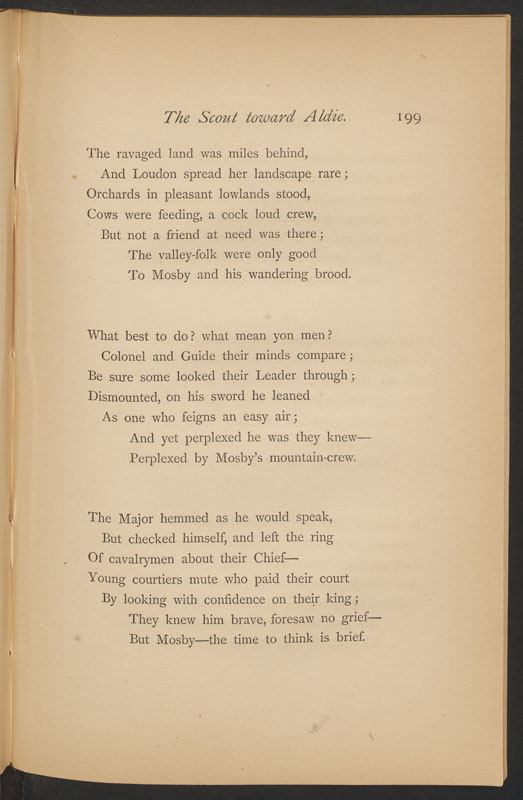 The Scout toward Aldie. 199
The ravaged land was miles behind,
And Loudon spread her landscape rare;
Orchards in pleasant lowlands stood,
Cows were feeding, a cock loud crew,
But not a friend at need was there;
The valley-folk were only good
To Mosby and his wandering brood.
What best to do? what mean yon men?
Colonel and Guide their minds compare;
Be sure some looked their Leader through;
Dismounted, on his sword he leaned
As one who feigns an easy air;
And yet perplexed he was they knew—
Perplexed by Mosby's mountain-crew.
The Major hemmed as he would speak,
But checked himself, and left the ring
Of cavalrymen about their Chief—
Young courtiers mute who paid their court
By looking with confidence on their king;
They knew him brave, foresaw no grief—
But Mosby—the time to think is brief.